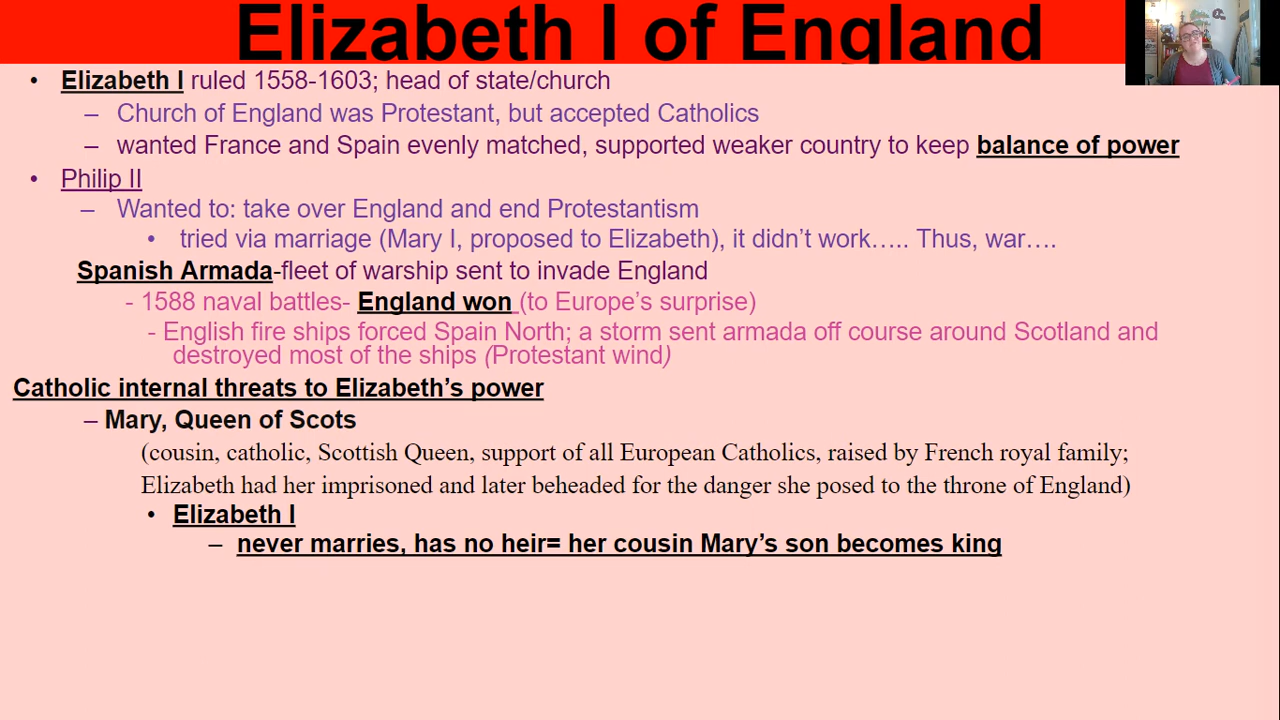 Elizabeth I of England
• Elizabeth I ruled 1558-1603; head of state/church
– Church of England was Protestant, but accepted Catholics
– wanted France and Spain evenly matched, supported weaker country to keep balance of power
• Philip II
– Wanted to: take over England and end Protestantism
• tried via marriage (Mary I, proposed to Elizabeth), it didn’t work….. Thus, war….
Spanish Armada-fleet of warship sent to invade England
- 1588 naval battles- England won (to Europe’s surprise)
- English fire ships forced Spain North; a storm sent armada off course around Scotland and
destroyed most of the ships (Protestant wind)
Catholic internal threats to Elizabeth’s power
– Mary, Queen of Scots
(cousin, catholic, Scottish Queen, support of all European Catholics, raised by French royal family;
Elizabeth had her imprisoned and later beheaded for the danger she posed to the throne of England)
• Elizabeth I
– never marries, has no heir= her cousin Mary’s son becomes king